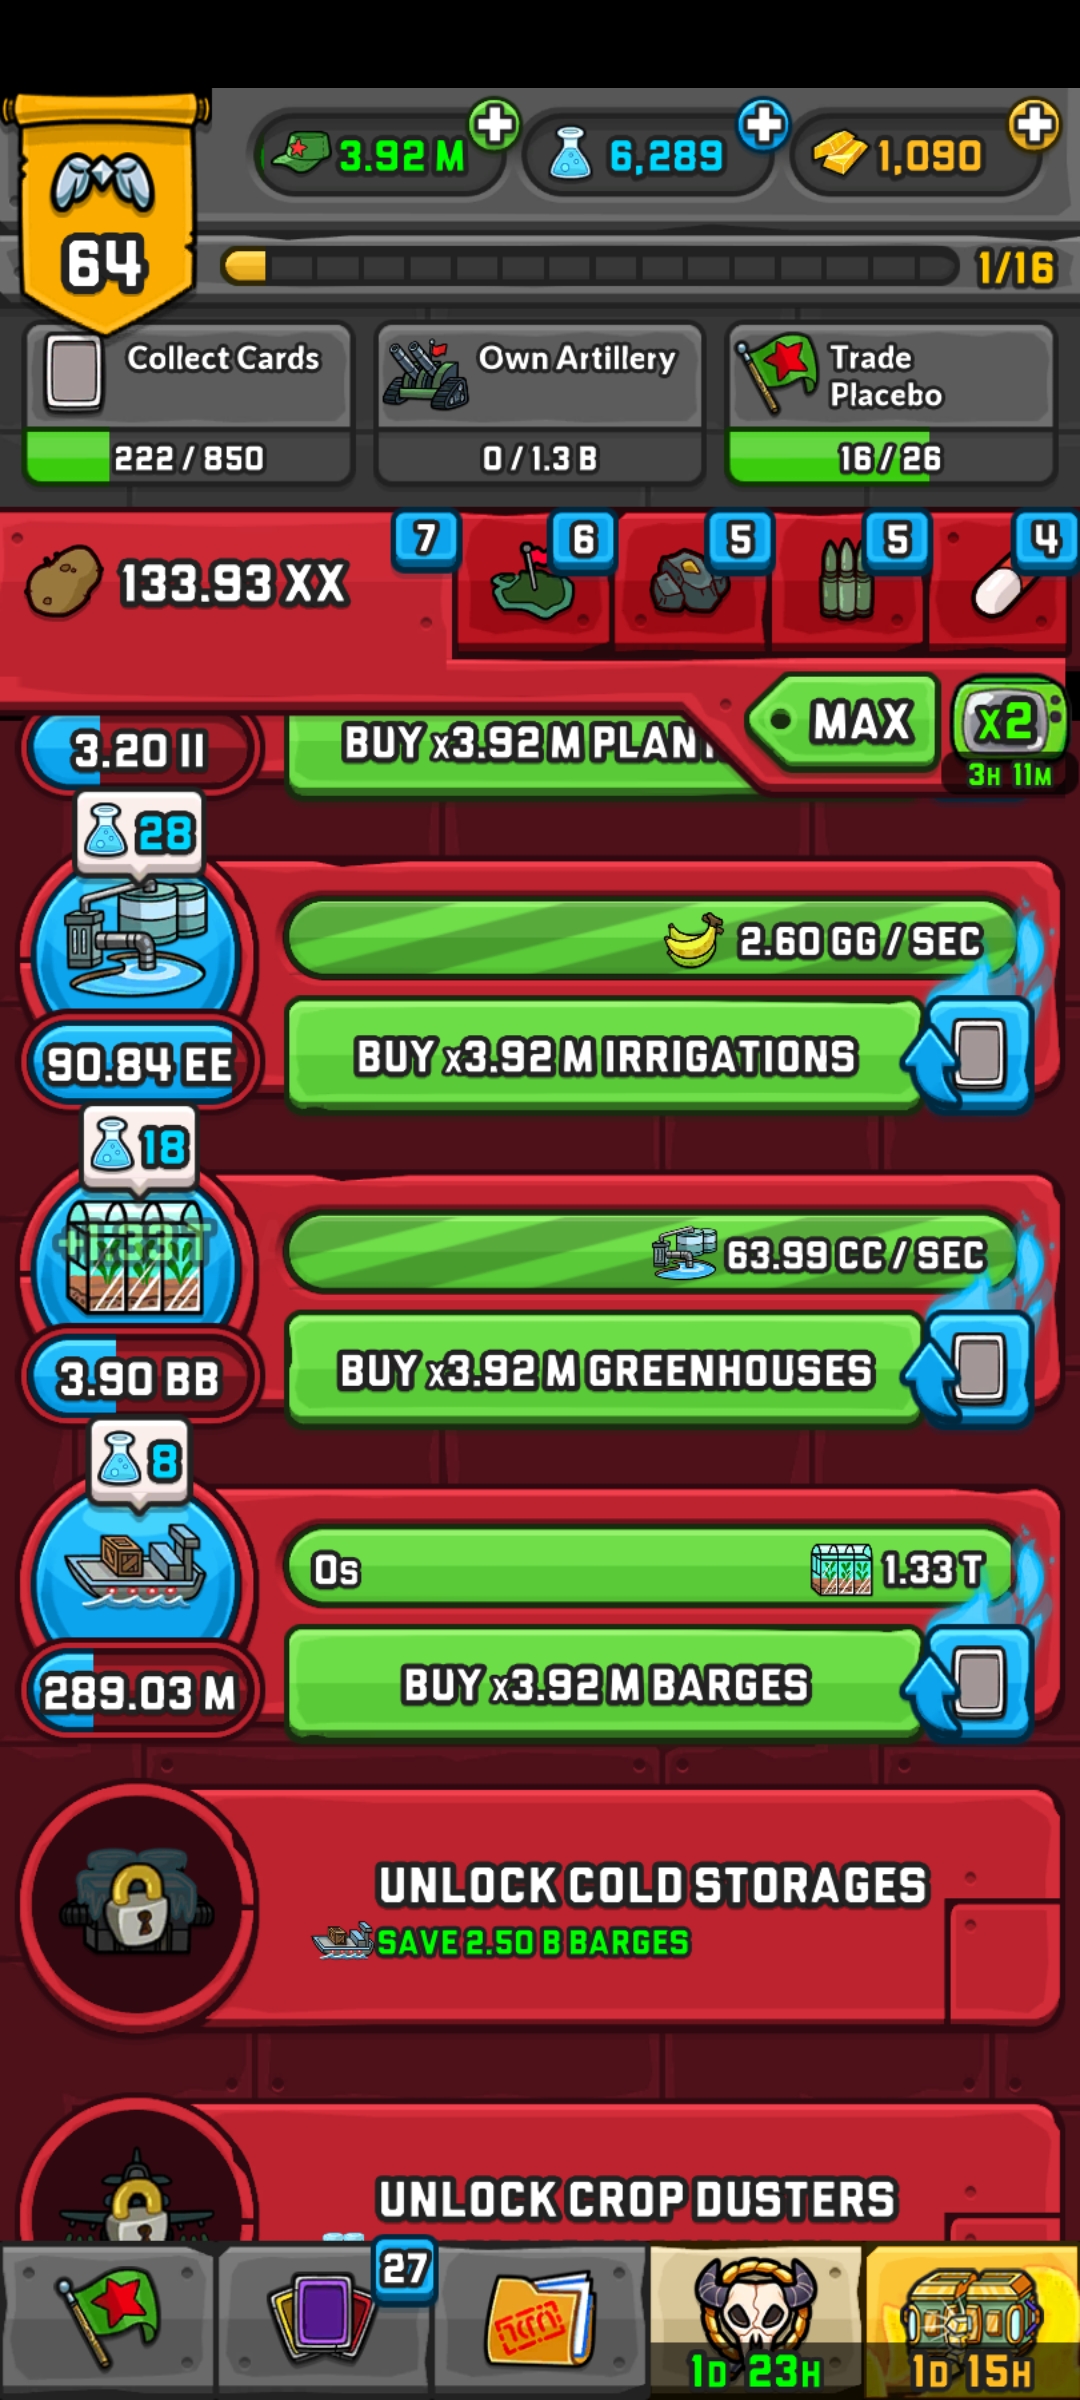 3.92 M
6,289
1,090
64
1/16
Collect Cards
222 / 850
Own Artillery
0 / 1.3 B
Trade
Placebo
16 / 26
133.93 XX
7
6
5
5
4
MAX
x2
3H 11M
3.20 II
BUY x3.92 M PLAN
28
2.60 GG / SEC
90.84 EE
BUY x3.92 M IRRIGATIONS
18
63.99 CC / SEC
3.90 BB
BUY x3.92 M GREENHOUSES
8
0s
1.33 T
289.03 M
BUY x3.92 M BARGES
UNLOCK COLD STORAGES
SAVE 2.50 B BARGES
UNLOCK CROP DUSTERS
27
1D 23H
1D 15H